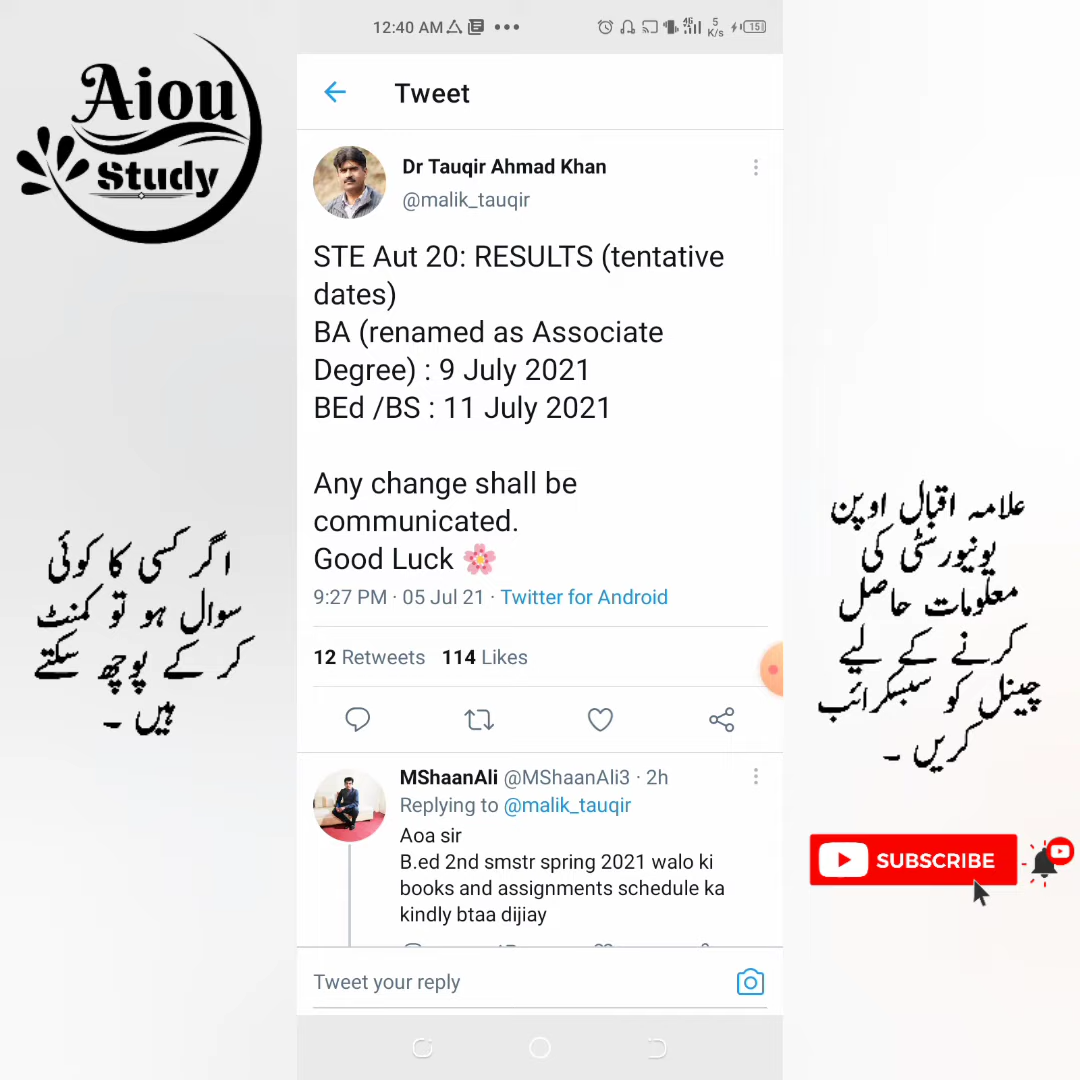 Aiou
Study
12:40 AM
4G
5
K/s
15
Tweet
Dr Tauqir Ahmad Khan
@malik_tauqir
STE Aut 20: RESULTS (tentative
dates)
BA (renamed as Associate
Degree) : 9 July 2021
BEd /BS : 11 July 2021
Any change shall be
communicated.
Good Luck 🌸
9:27 PM · 05 Jul 21 · Twitter for Android
12 Retweets 114 Likes
MShaanAli @MShaanAli3 · 2h
Replying to @malik_tauqir
Aoa sir
B.ed 2nd smstr spring 2021 walo ki
books and assignments schedule ka
kindly btaa dijiay
Tweet your reply
اگر کسی کا کوئی
سوال ہو تو کمنٹ
کر کے پوچھ سکتے
ہیں ۔
علامہ اقبال اوپن
یونیورسٹی کی
معلومات حاصل
کرنے کے لیے
چینل کو سبسکرائب
کریں ۔
SUBSCRIBE